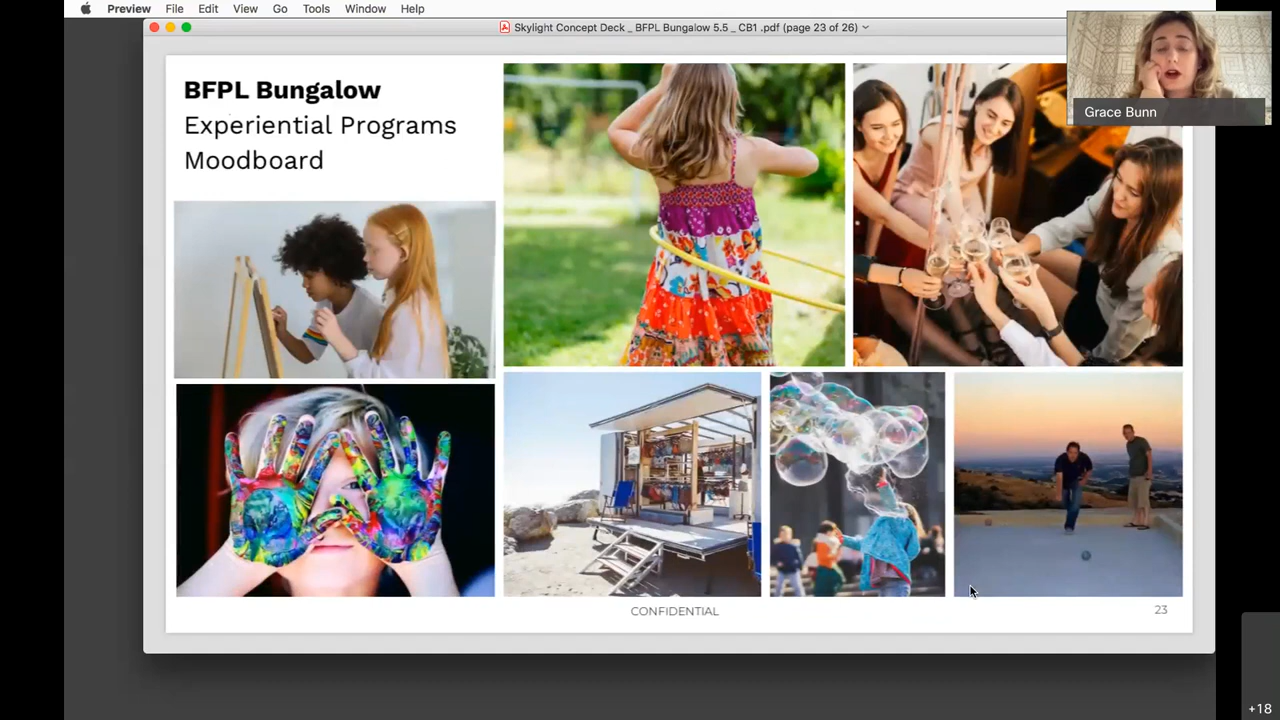 Preview File Edit View Go Tools Window Help
Skylight Concept Deck _ BFPL Bungalow 5.5 _ CB1 .pdf (page 23 of 26)
Grace Bunn
BFPL Bungalow
Experiential Programs
Moodboard
CONFIDENTIAL
23
+18